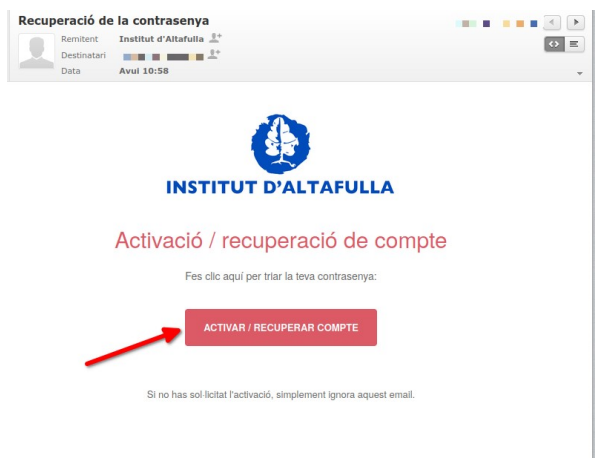 Recuperació de la contrasenya
Remitent Institut d'Altafulla
Destinatari
Data Avui 10:58
INSTITUT D'ALTAFULLA
Activació / recuperació de compte
Fes clic aquí per triar la teva contrasenya:
ACTIVAR / RECUPERAR COMPTE
Si no has sol·licitat l'activació, simplement ignora aquest email.